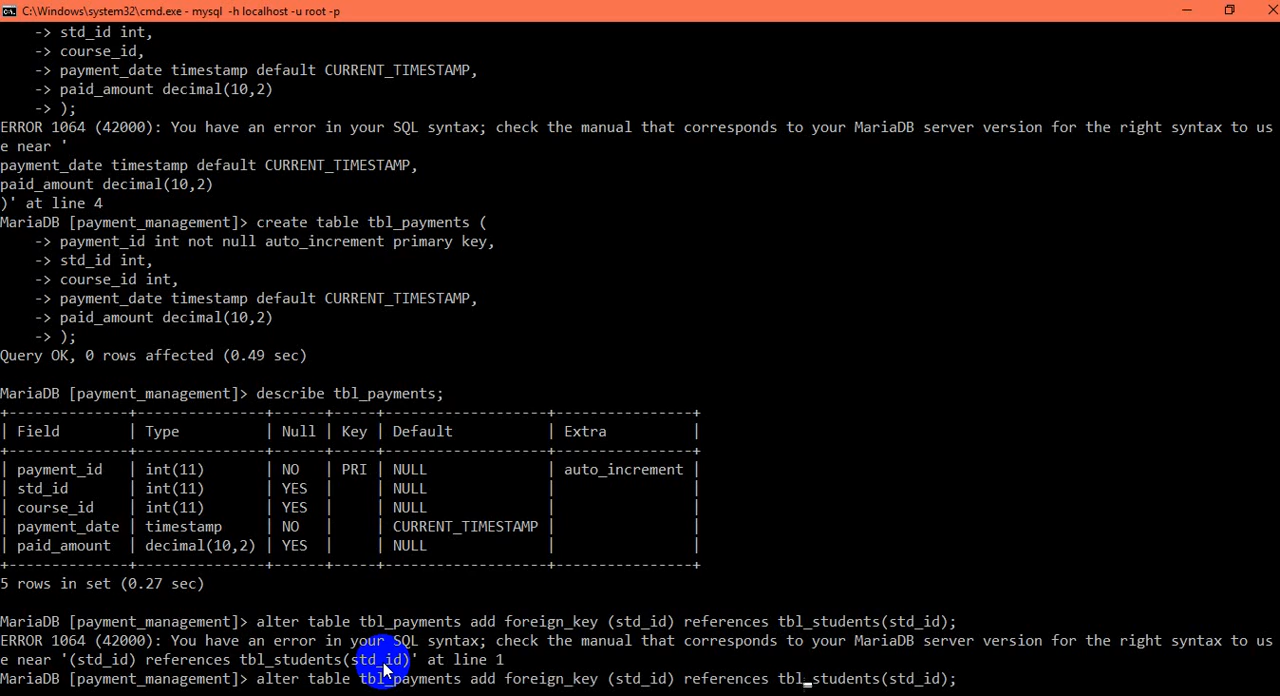 C:\Windows\system32\cmd.exe - mysql -h localhost -u root -p
-> std_id int,
-> course_id,
-> payment_date timestamp default CURRENT_TIMESTAMP,
-> paid_amount decimal(10,2)
-> );
ERROR 1064 (42000): You have an error in your SQL syntax; check the manual that corresponds to your MariaDB server version for the right syntax to us
e near '
payment_date timestamp default CURRENT_TIMESTAMP,
paid_amount decimal(10,2)
)' at line 4
MariaDB [payment_management]> create table tbl_payments (
-> payment_id int not null auto_increment primary key,
-> std_id int,
-> course_id int,
-> payment_date timestamp default CURRENT_TIMESTAMP,
-> paid_amount decimal(10,2)
-> );
Query OK, 0 rows affected (0.49 sec)
MariaDB [payment_management]> describe tbl_payments;
+--------------+---------------+------+-----+-------------------+----------------+
| Field | Type | Null | Key | Default | Extra |
+--------------+---------------+------+-----+-------------------+----------------+
| payment_id | int(11) | NO | PRI | NULL | auto_increment |
| std_id | int(11) | YES | | NULL | |
| course_id | int(11) | YES | | NULL | |
| payment_date | timestamp | NO | | CURRENT_TIMESTAMP | |
| paid_amount | decimal(10,2) | YES | | NULL | |
+--------------+---------------+------+-----+-------------------+----------------+
5 rows in set (0.27 sec)
MariaDB [payment_management]> alter table tbl_payments add foreign_key (std_id) references tbl_students(std_id);
ERROR 1064 (42000): You have an error in your SQL syntax; check the manual that corresponds to your MariaDB server version for the right syntax to us
e near '(std_id) references tbl_students(std_id)' at line 1
MariaDB [payment_management]> alter table tbl_payments add foreign_key (std_id) references tbl_students(std_id);